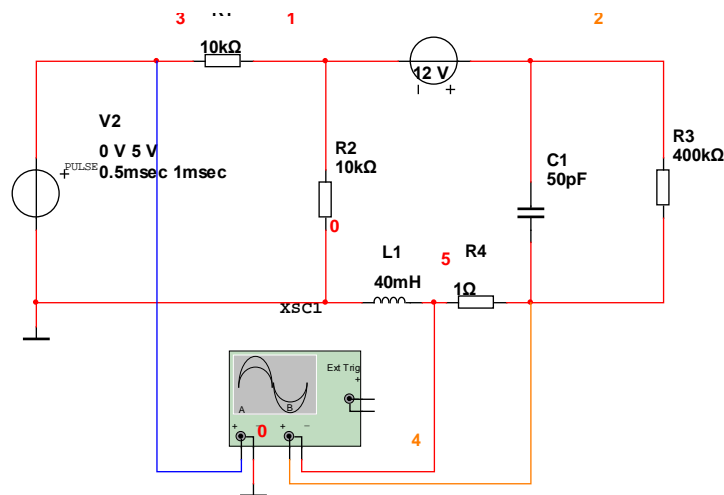 3
1
2
10kΩ
12 V
V2
0 V 5 V
PULSE
0.5msec 1msec
R2
10kΩ
C1
50pF
R3
400kΩ
0
L1
40mH
5
R4
1Ω
XSC1
Ext Trig
A
B
0
4